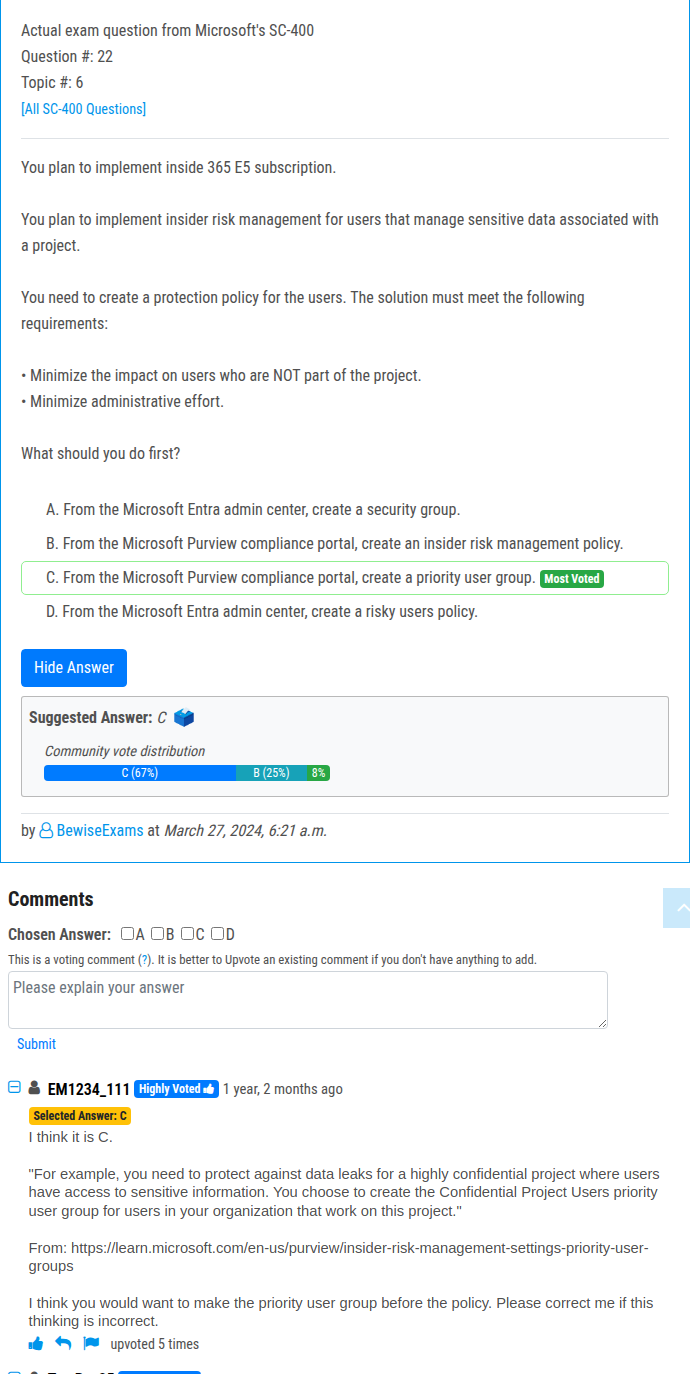 Actual exam question from Microsoft's SC-400
Question #: 22
Topic #: 6
[All SC-400 Questions]
You plan to implement inside 365 E5 subscription.
You plan to implement insider risk management for users that manage sensitive data associated with
a project.
You need to create a protection policy for the users. The solution must meet the following
requirements:
• Minimize the impact on users who are NOT part of the project.
• Minimize administrative effort.
What should you do first?
A. From the Microsoft Entra admin center, create a security group.
B. From the Microsoft Purview compliance portal, create an insider risk management policy.
C. From the Microsoft Purview compliance portal, create a priority user group. Most Voted
D. From the Microsoft Entra admin center, create a risky users policy.
Hide Answer
Suggested Answer: C
Community vote distribution
C (67%) B (25%) 8%
by BewiseExams at March 27, 2024, 6:21 a.m.
Comments
Chosen Answer: A B C D
This is a voting comment (?). It is better to Upvote an existing comment if you don't have anything to add.
Please explain your answer
Submit
EM1234_111 Highly Voted 1 year, 2 months ago
Selected Answer: C
I think it is C.
"For example, you need to protect against data leaks for a highly confidential project where users
have access to sensitive information. You choose to create the Confidential Project Users priority
user group for users in your organization that work on this project."
From: https://learn.microsoft.com/en-us/purview/insider-risk-management-settings-priority-user-
groups
I think you would want to make the priority user group before the policy. Please correct me if this
thinking is incorrect.
upvoted 5 times